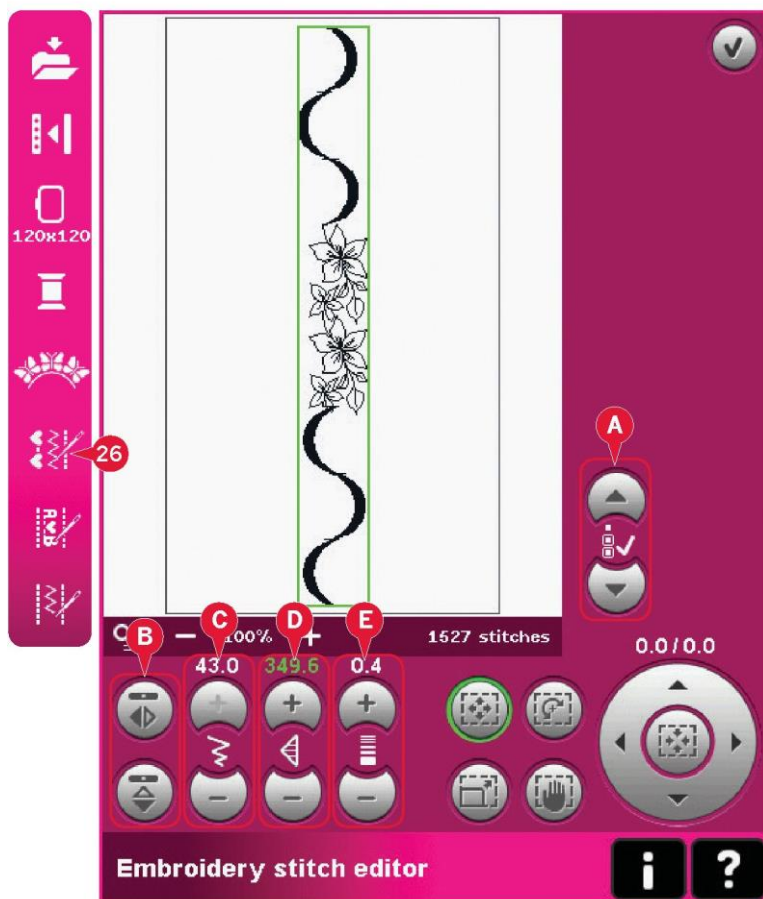 120x120
26
A♥B
A
B
C
D
E
100%
1527 stitches
43.0
349.6
0.4
0.0/0.0
Embroidery stitch editor
i
?